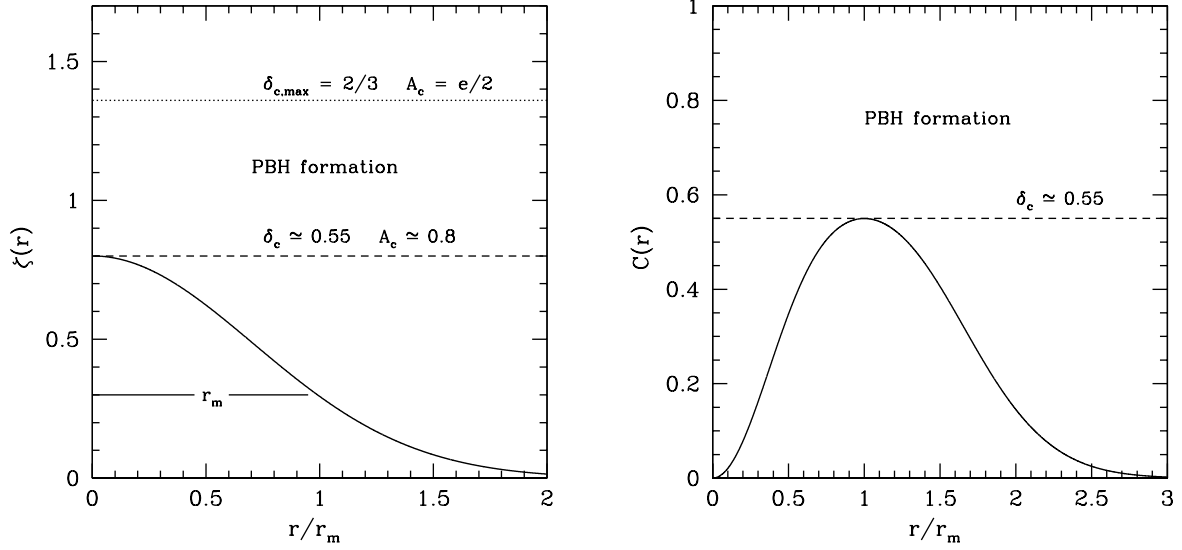 1.5
1
0.5
0
ζ(r)
δc,max = 2/3 Ac = e/2
PBH formation
δc ≃ 0.55 Ac ≃ 0.8
rm
0 0.5 1 1.5 2
r/rm
1
0.8
0.6
0.4
0.2
0
C(r)
PBH formation
δc ≃ 0.55
0 0.5 1 1.5 2 2.5 3
r/rm